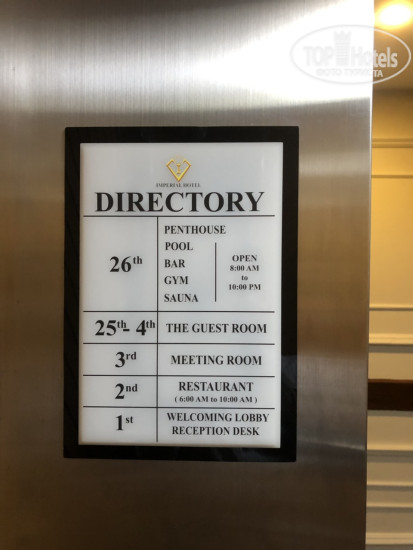 TOPHotels
ФОТО ТУРИСТА
IMPERIAL HOTEL
DIRECTORY
26th
PENTHOUSE
POOL
BAR
GYM
SAUNA
OPEN
8:00 AM
to
10:00 PM
25th- 4th THE GUEST ROOM
3rd MEETING ROOM
2nd RESTAURANT
( 6:00 AM to 10:00 AM )
1st WELCOMING LOBBY
RECEPTION DESK